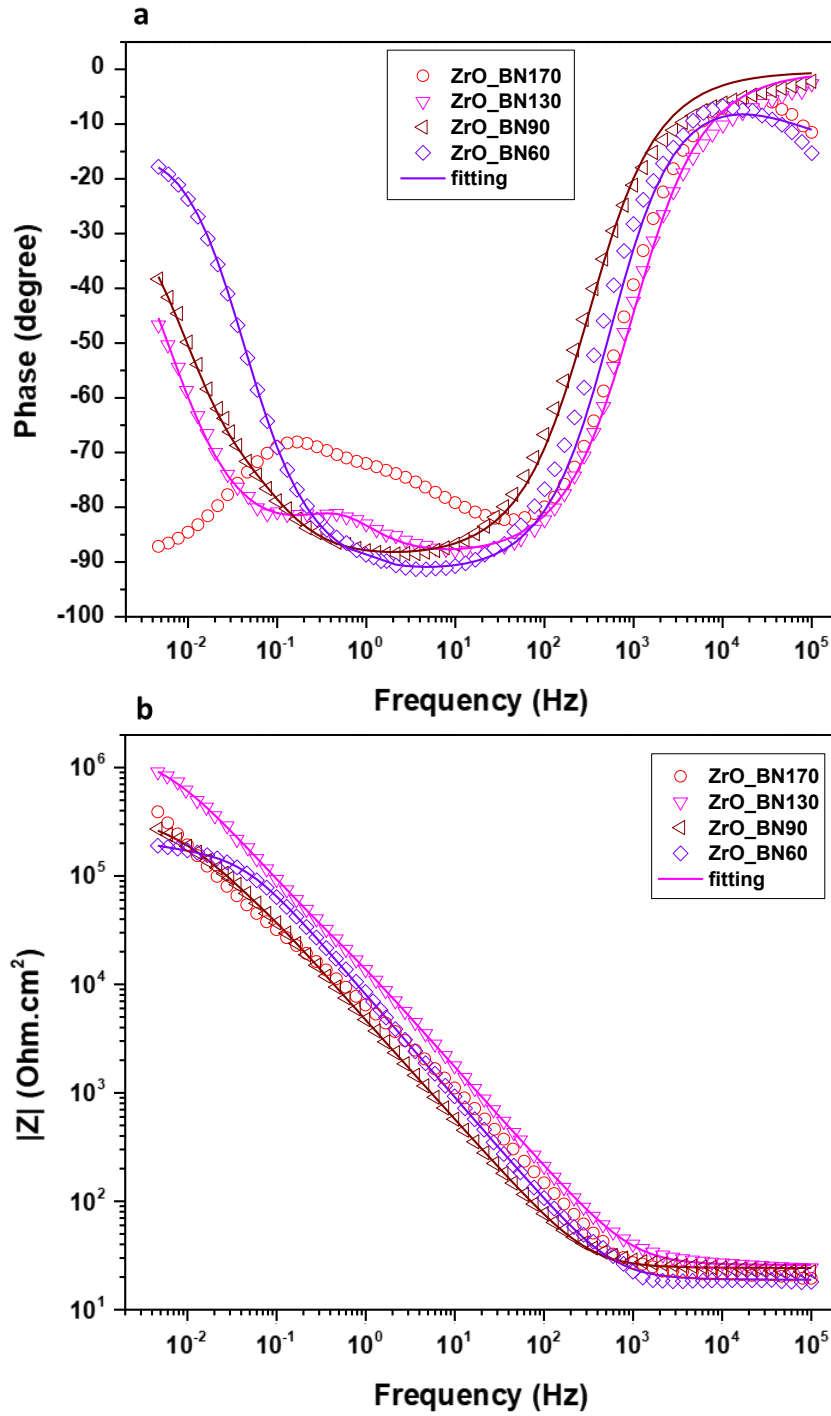 a
0
-10
-20
-30
-40
-50
-60
-70
-80
-90
-100
Phase (degree)
ZrO_BN170
ZrO_BN130
ZrO_BN90
ZrO_BN60
fitting
10⁻² 10⁻¹ 10⁰ 10¹ 10² 10³ 10⁴ 10⁵
Frequency (Hz)
b
10⁶
10⁵
10⁴
10³
10²
10¹
|Z| (Ohm.cm²)
ZrO_BN170
ZrO_BN130
ZrO_BN90
ZrO_BN60
fitting
10⁻² 10⁻¹ 10⁰ 10¹ 10² 10³ 10⁴ 10⁵
Frequency (Hz)